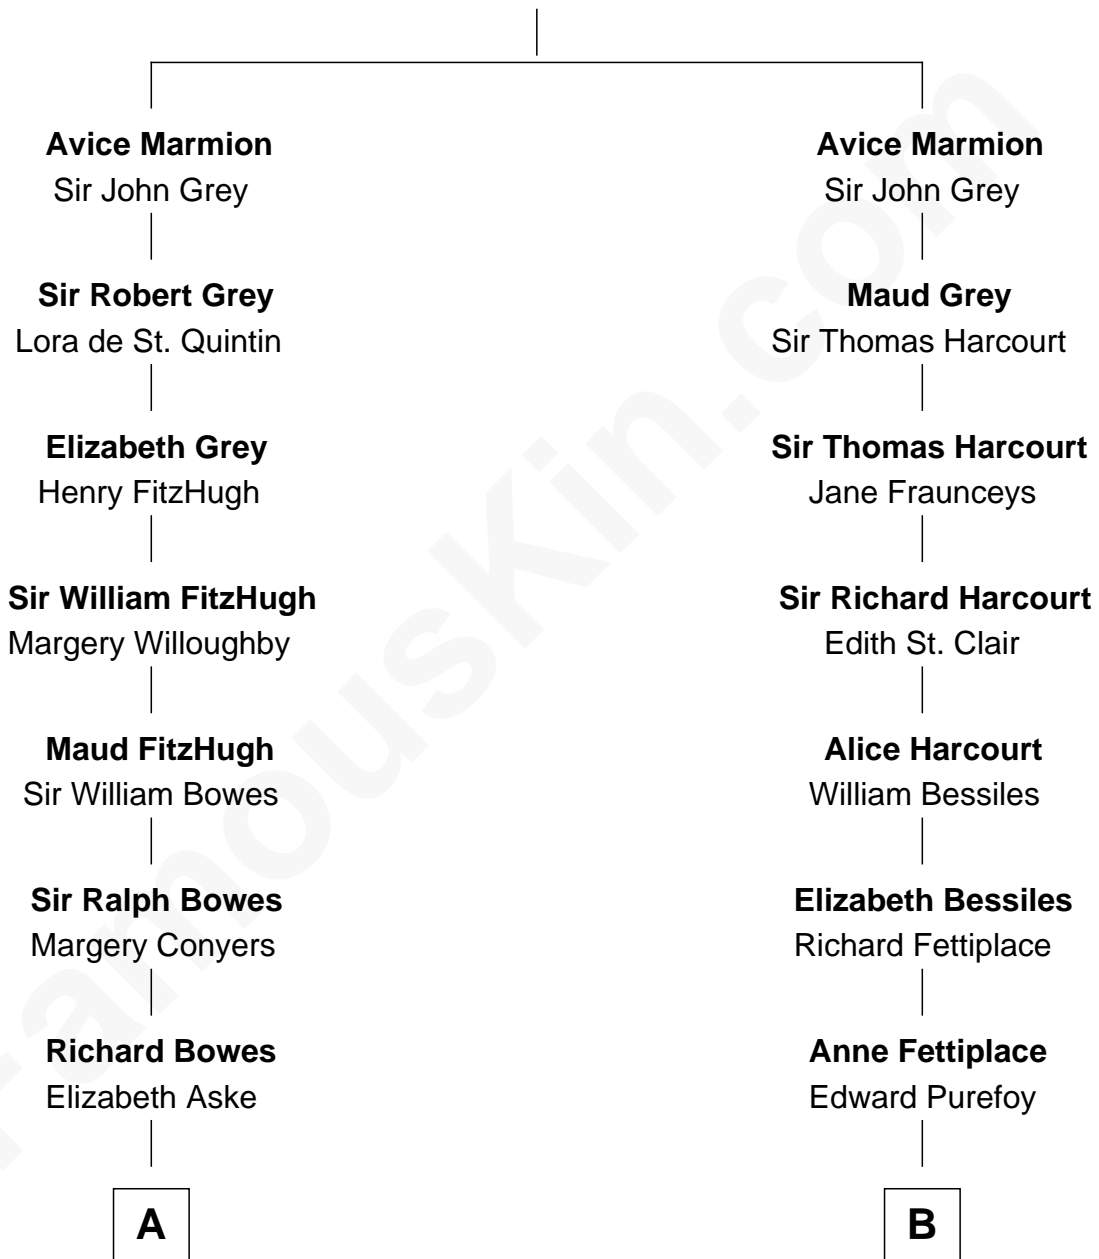 Avice Marmion
Sir John Grey
Sir Robert Grey
Lora de St. Quintin
Elizabeth Grey
Henry FitzHugh
Sir William FitzHugh
Margery Willoughby
Maud FitzHugh
Sir William Bowes
Sir Ralph Bowes
Margery Conyers
Richard Bowes
Elizabeth Aske
A
Avice Marmion
Sir John Grey
Maud Grey
Sir Thomas Harcourt
Sir Thomas Harcourt
Jane Fraunceys
Sir Richard Harcourt
Edith St. Clair
Alice Harcourt
William Bessiles
Elizabeth Bessiles
Richard Fettiplace
Anne Fettiplace
Edward Purefoy
B
FamousKin.com